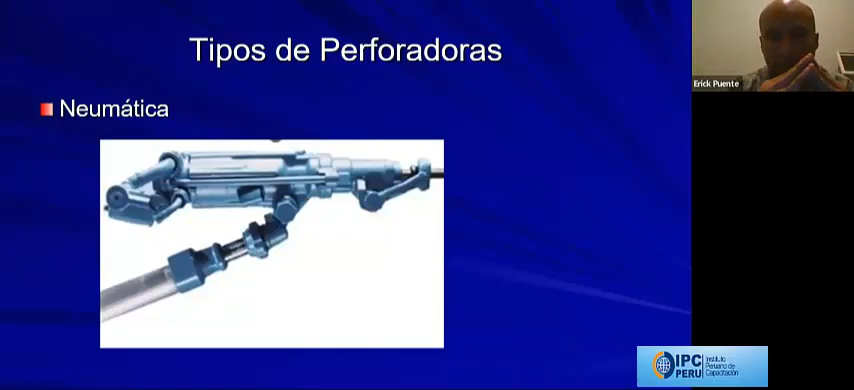 Tipos de Perforadoras
Neumática
Erick Puente
IPC
PERU
Instituto
Peruano de
Capacitación